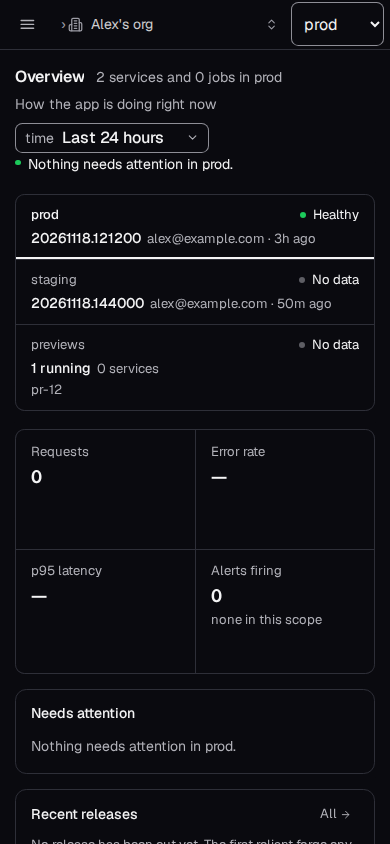 Alex's org
prod
Overview 2 services and 0 jobs in prod
How the app is doing right now
time Last 24 hours
Nothing needs attention in prod.
prod Healthy
20261118.121200 alex@example.com · 3h ago
staging No data
20261118.144000 alex@example.com · 50m ago
previews No data
1 running 0 services
pr-12
Requests Error rate
0 —
p95 latency Alerts firing
— 0
none in this scope
Needs attention
Nothing needs attention in prod.
Recent releases All →